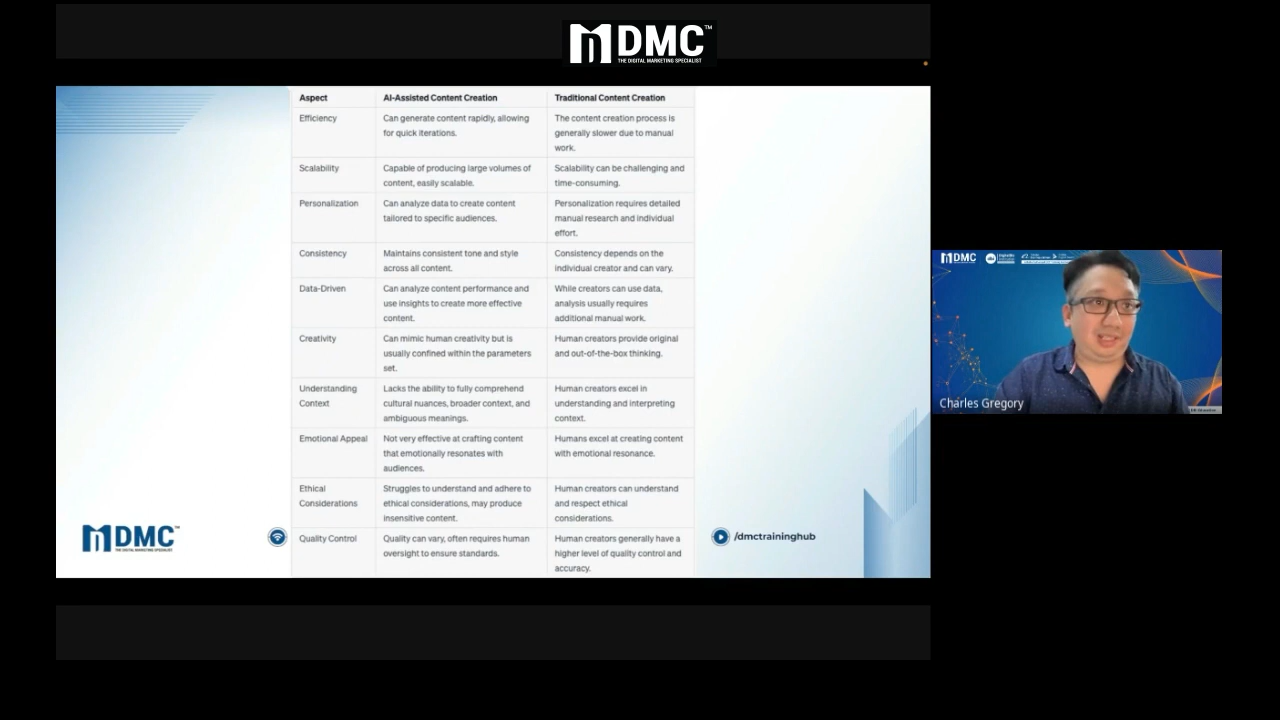 MDMC™
THE DIGITAL MARKETING SPECIALIST
Aspect AI-Assisted Content Creation Traditional Content Creation
Efficiency Can generate content rapidly, allowing The content creation process is
for quick iterations. generally slower due to manual
work.
Scalability Capable of producing large volumes of Scalability can be challenging and
content, easily scalable. time-consuming.
Personalization Can analyze data to create content Personalization requires detailed
tailored to specific audiences. manual research and individual
effort.
Consistency Maintains consistent tone and style Consistency depends on the
across all content. individual creator and can vary.
Data-Driven Can analyze content performance and While creators can use data,
use insights to create more effective analysis usually requires
content. additional manual work.
Creativity Can mimic human creativity but is Human creators provide original
usually confined within the parameters and out-of-the-box thinking.
set.
Understanding Lacks the ability to fully comprehend Human creators excel in
Context cultural nuances, broader context, and understanding and interpreting
ambiguous meanings. context.
Emotional Appeal Not very effective at crafting content Humans excel at creating content
that emotionally resonates with with emotional resonance.
audiences.
Ethical Struggles to understand and adhere to Human creators can understand
Considerations ethical considerations, may produce and respect ethical
insensitive content. considerations.
Quality Control Quality can vary, often requires human Human creators generally have a
oversight to ensure standards. higher level of quality control and
accuracy.
MDMC™
THE DIGITAL MARKETING SPECIALIST
/dmctraininghub
MDMC
Charles Gregory